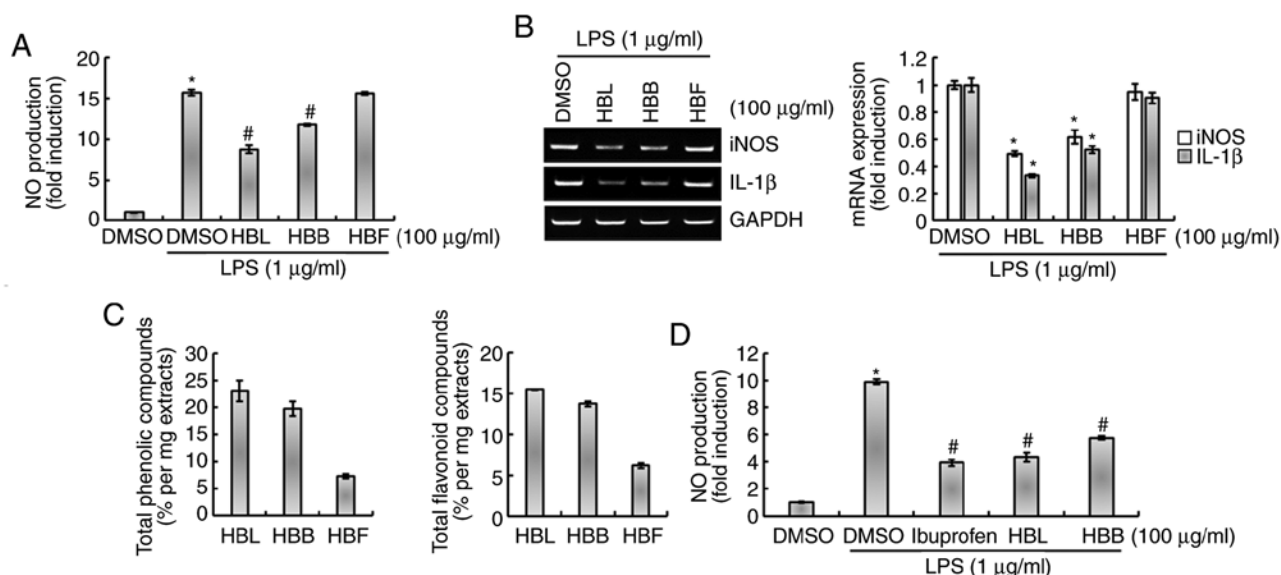 A
NO production
(fold induction)
20
15
10
5
0
*
#
#
DMSO DMSO HBL HBB HBF (100 μg/ml)
LPS (1 μg/ml)
B
LPS (1 μg/ml)
DMSO HBL HBB HBF (100 μg/ml)
iNOS
IL-1β
GAPDH
mRNA expression
(fold induction)
1.2
1
0.8
0.6
0.4
0.2
0
* * * *
iNOS
IL-1β
DMSO HBL HBB HBF (100 μg/ml)
LPS (1 μg/ml)
C
Total phenolic compounds
(% per mg extracts)
30
25
20
15
10
5
0
HBL HBB HBF
Total flavonoid compounds
(% per mg extracts)
20
15
10
5
0
HBL HBB HBF
D
NO production
(fold induction)
12
10
8
6
4
2
0
*
# # #
DMSO DMSO Ibuprofen HBL HBB (100 μg/ml)
LPS (1 μg/ml)